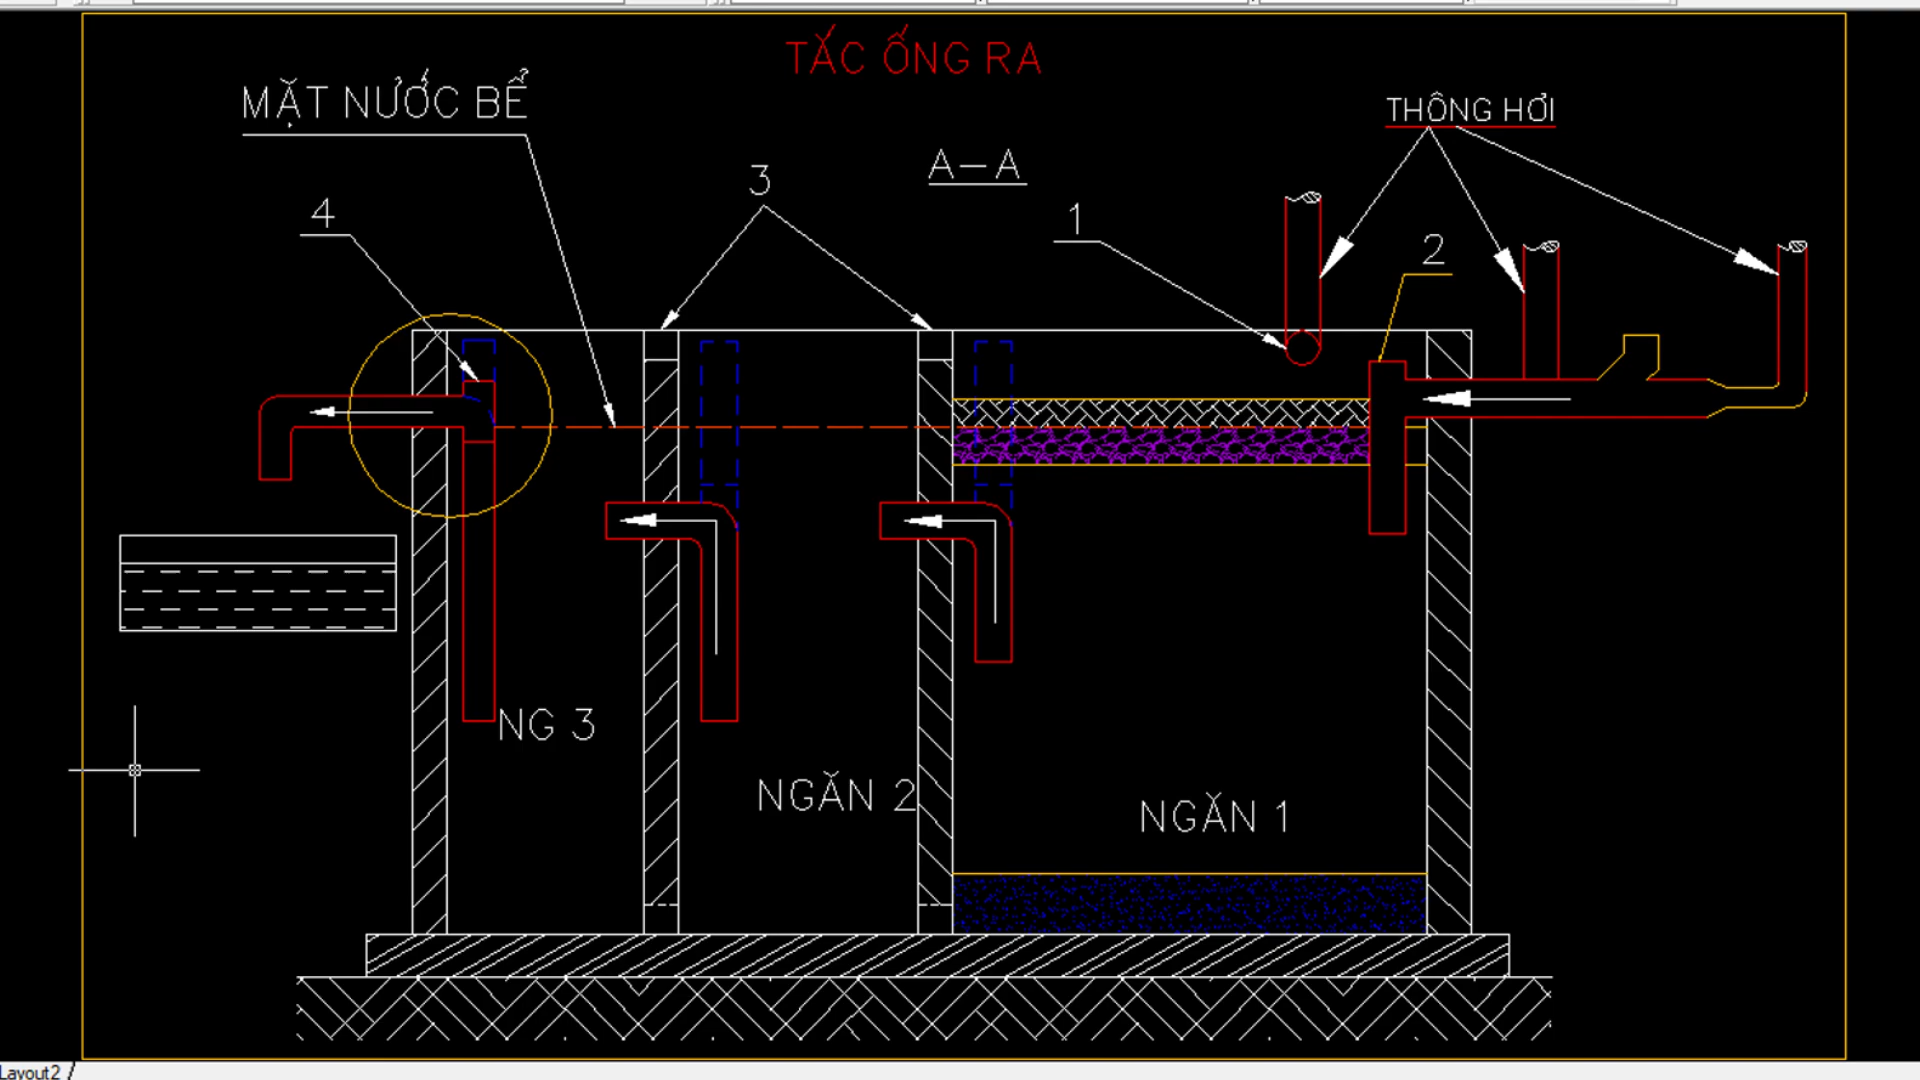 TẮC ỐNG RA
MẶT NƯỚC BỂ
THÔNG HƠI
A-A
3
4
1
2
NG 3
NGĂN 2
NGĂN 1
Layout2